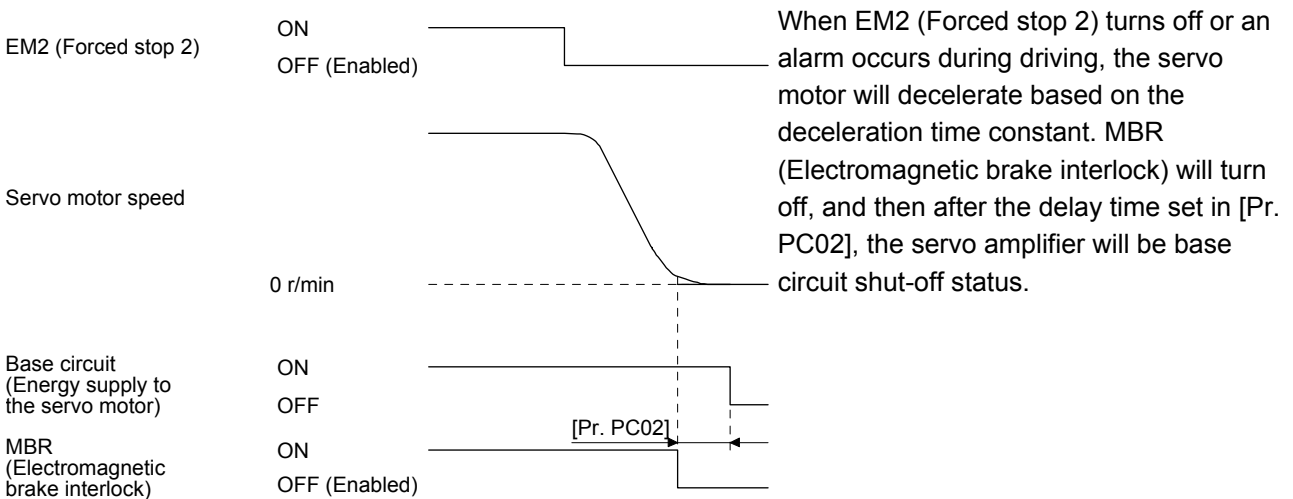 EM2 (Forced stop 2)
ON
OFF (Enabled)
Servo motor speed
0 r/min
Base circuit
(Energy supply to
the servo motor)
ON
OFF
[Pr. PC02]
MBR
(Electromagnetic
brake interlock)
ON
OFF (Enabled)
When EM2 (Forced stop 2) turns off or an
alarm occurs during driving, the servo
motor will decelerate based on the
deceleration time constant. MBR
(Electromagnetic brake interlock) will turn
off, and then after the delay time set in [Pr.
PC02], the servo amplifier will be base
circuit shut-off status.